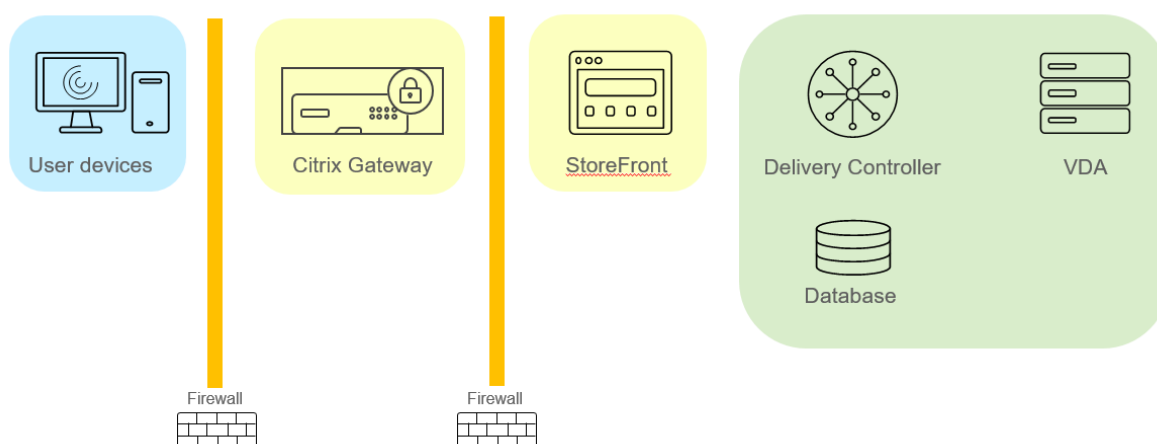 User devices
Citrix Gateway
StoreFront
Delivery Controller
VDA
Database
Firewall
Firewall